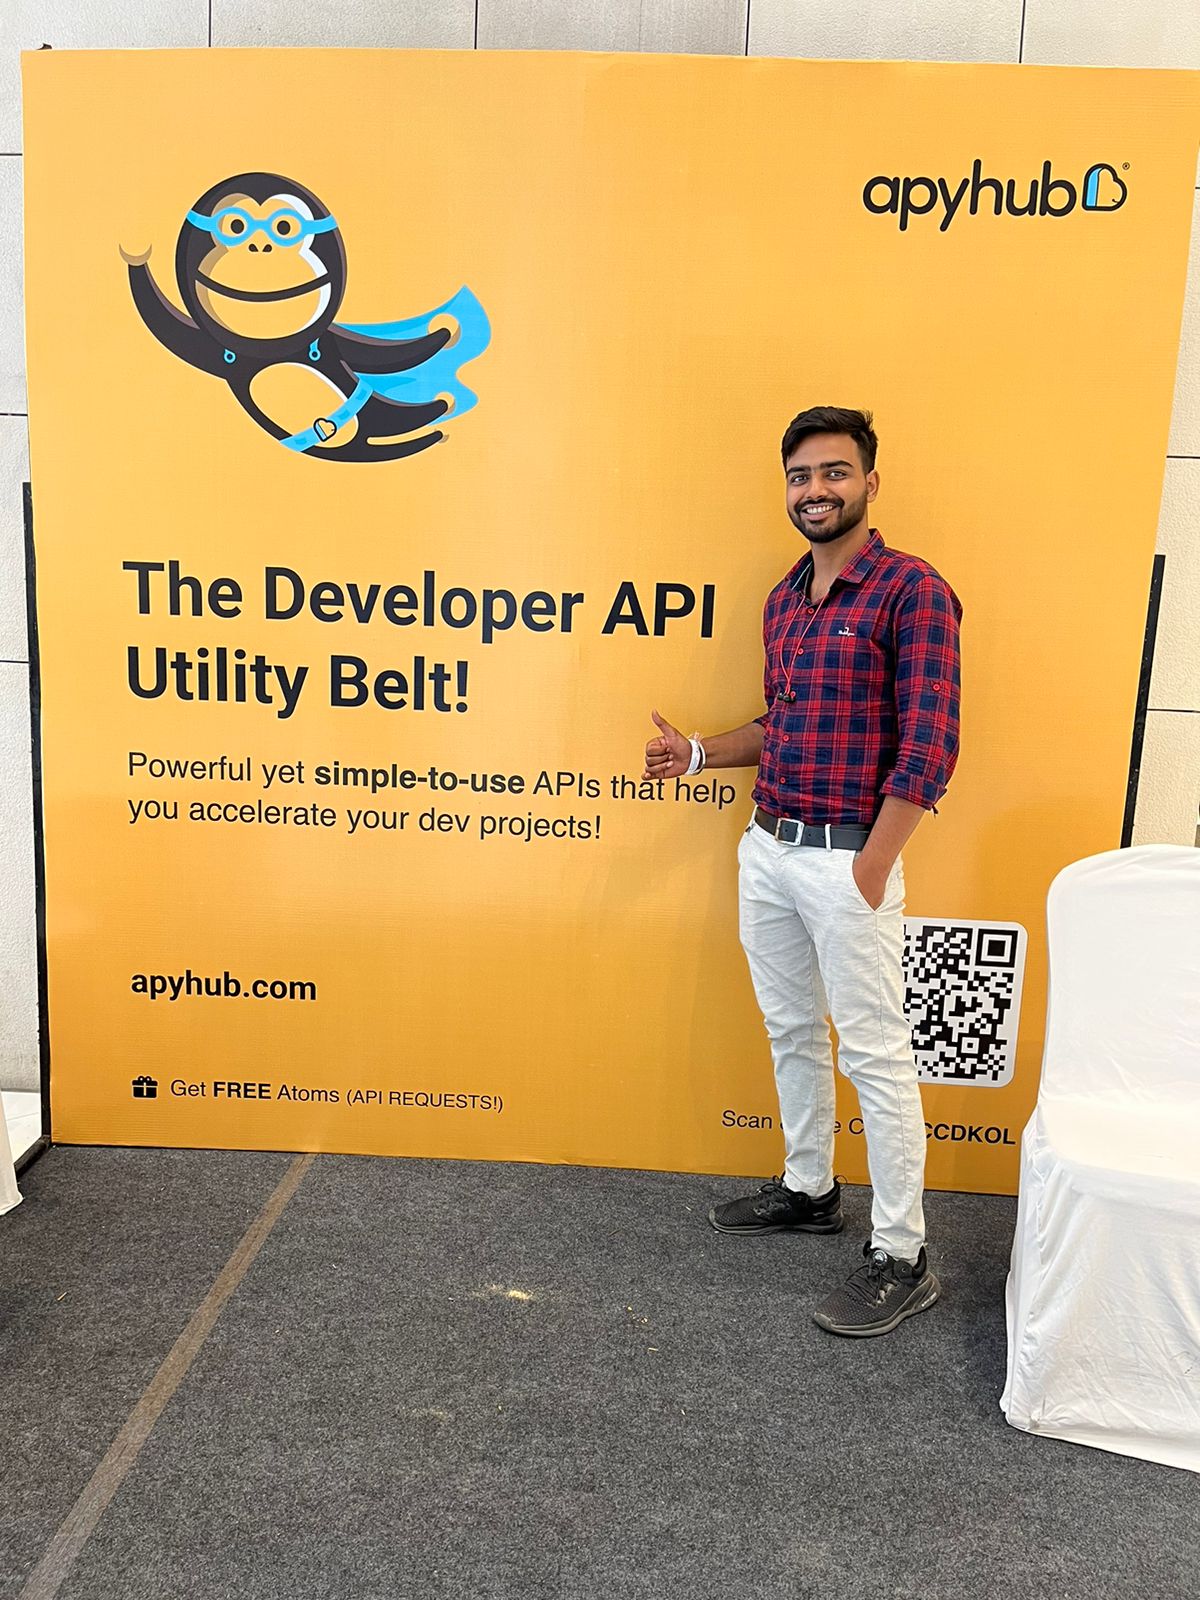 apyhub
The Developer API
Utility Belt!
Powerful yet simple-to-use APIs that help
you accelerate your dev projects!
apyhub.com
Get FREE Atoms (API REQUESTS!)
Scan CCDKOL